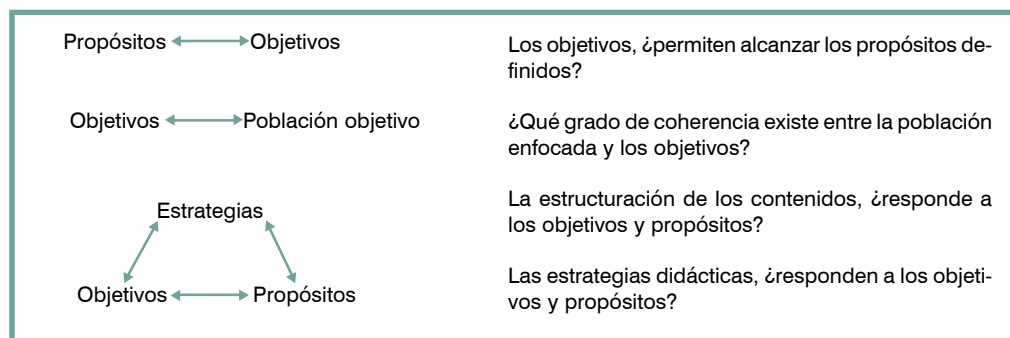 Propósitos Objetivos
Los objetivos, ¿permiten alcanzar los propósitos de-
finidos?
Objetivos Población objetivo
¿Qué grado de coherencia existe entre la población
enfocada y los objetivos?
Estrategias
Objetivos Propósitos
La estructuración de los contenidos, ¿responde a
los objetivos y propósitos?
Las estrategias didácticas, ¿responden a los objeti-
vos y propósitos?